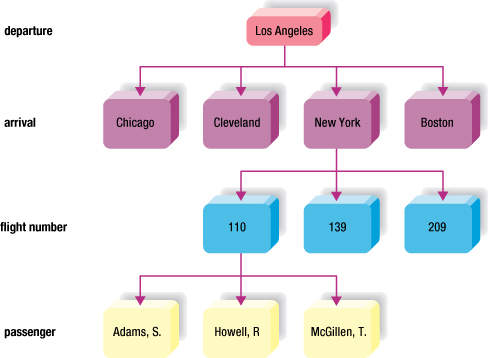 departure
Los Angeles
arrival
Chicago
Cleveland
New York
Boston
flight number
110
139
209
passenger
Adams, S.
Howell, R
McGillen, T.